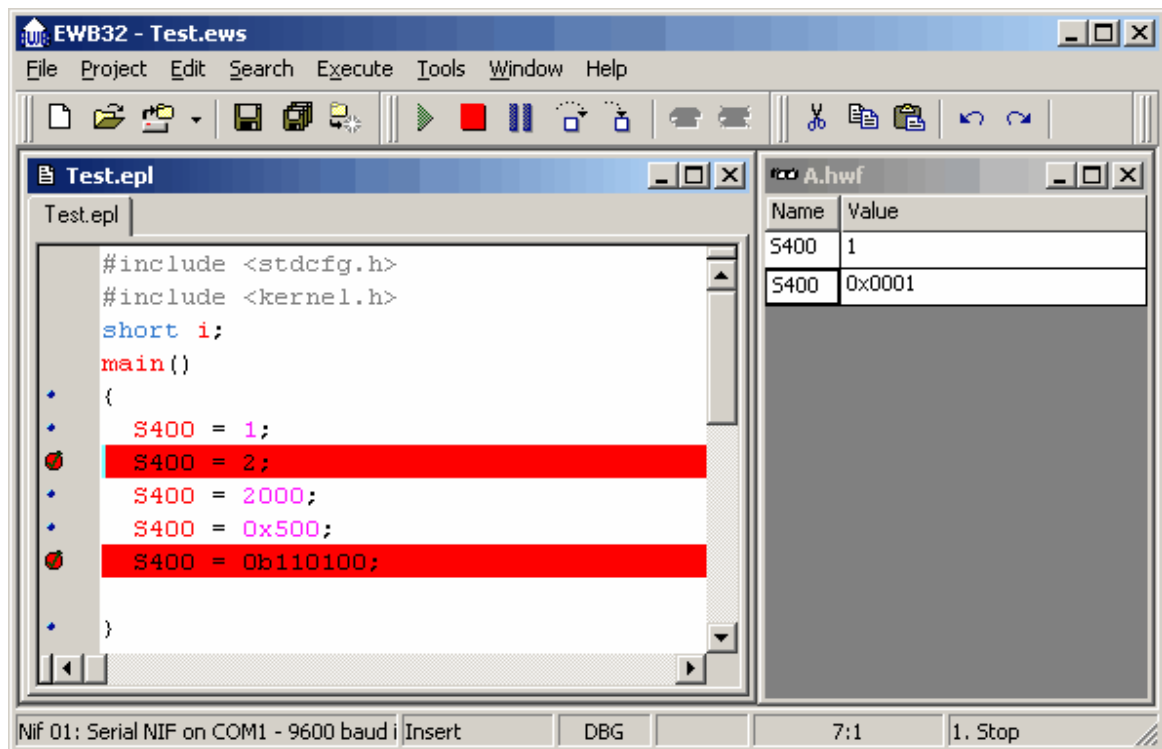 EWB32 - Test.ews
File Project Edit Search Execute Tools Window Help
Test.epl
Test.epl
#include <stdcfg.h>
#include <kernel.h>
short i;
main()
{
S400 = 1;
S400 = 2;
S400 = 2000;
S400 = 0x500;
S400 = 0b110100;
}
A.hwf
Name Value
S400 1
S400 0x0001
Nif 01: Serial NIF on COM1 - 9600 baud i Insert DBG 7:1 1. Stop